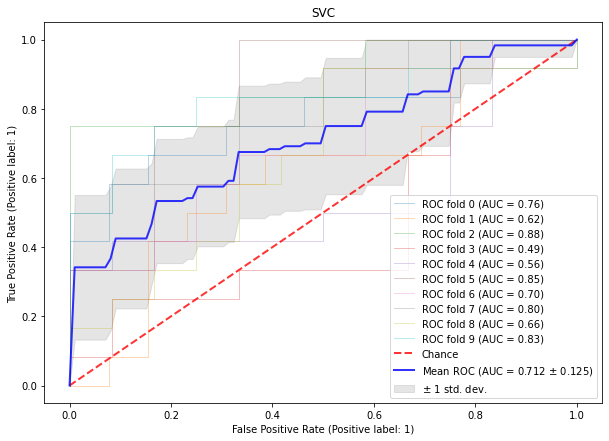 SVC
True Positive Rate (Positive label: 1)
1.0
0.8
0.6
0.4
0.2
0.0
ROC fold 0 (AUC = 0.76)
ROC fold 1 (AUC = 0.62)
ROC fold 2 (AUC = 0.88)
ROC fold 3 (AUC = 0.49)
ROC fold 4 (AUC = 0.56)
ROC fold 5 (AUC = 0.85)
ROC fold 6 (AUC = 0.70)
ROC fold 7 (AUC = 0.80)
ROC fold 8 (AUC = 0.66)
ROC fold 9 (AUC = 0.83)
Chance
Mean ROC (AUC = 0.712 ± 0.125)
± 1 std. dev.
0.0 0.2 0.4 0.6 0.8 1.0
False Positive Rate (Positive label: 1)